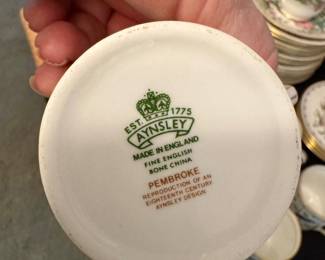 EST. 1775
AYNSLEY
MADE IN ENGLAND
FINE ENGLISH
BONE CHINA
PEMBROKE
REPRODUCTION OF AN
EIGHTEENTH CENTURY
AYNSLEY DESIGN